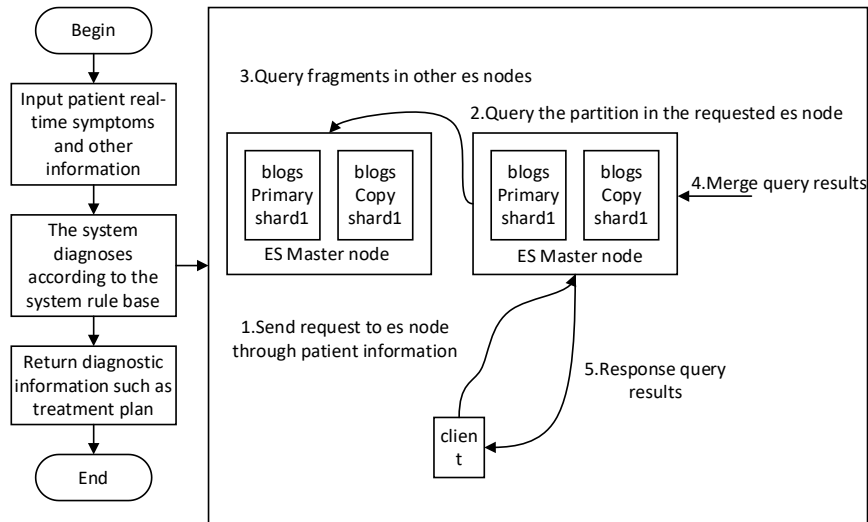 Begin
Input patient real-
time symptoms
and other
information
The system
diagnoses
according to the
system rule base
Return diagnostic
information such as
treatment plan
End
3.Query fragments in other es nodes
2.Query the partition in the requested es node
blogs
Primary
shard1
blogs
Copy
shard1
ES Master node
blogs
Primary
shard1
blogs
Copy
shard1
ES Master node
4.Merge query results
1.Send request to es node
through patient information
5.Response query
results
clien
t